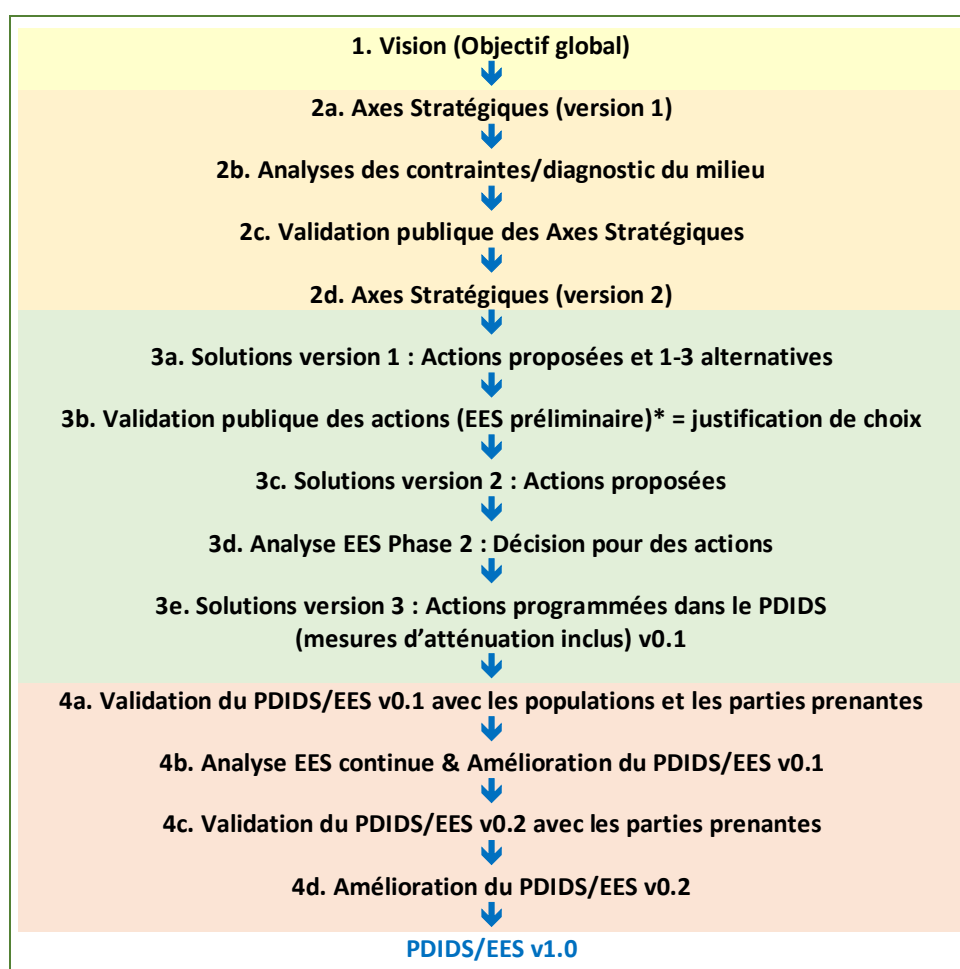 1. Vision (Objectif global)
2a. Axes Stratégiques (version 1)
2b. Analyses des contraintes/diagnostic du milieu
2c. Validation publique des Axes Stratégiques
2d. Axes Stratégiques (version 2)
3a. Solutions version 1 : Actions proposées et 1-3 alternatives
3b. Validation publique des actions (EES préliminaire)* = justification de choix
3c. Solutions version 2 : Actions proposées
3d. Analyse EES Phase 2 : Décision pour des actions
3e. Solutions version 3 : Actions programmées dans le PDIDS
(mesures d’atténuation inclus) v0.1
4a. Validation du PDIDS/EES v0.1 avec les populations et les parties prenantes
4b. Analyse EES continue & Amélioration du PDIDS/EES v0.1
4c. Validation du PDIDS/EES v0.2 avec les parties prenantes
4d. Amélioration du PDIDS/EES v0.2
PDIDS/EES v1.0